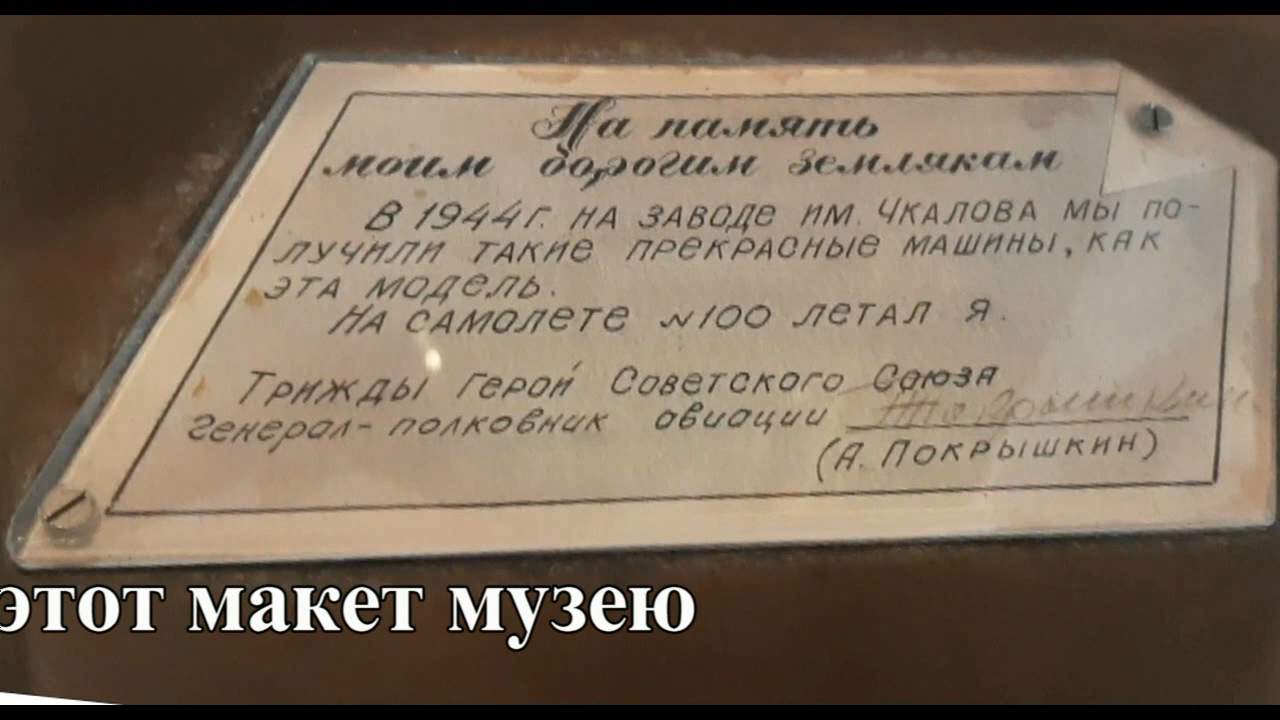 На память
моим дорогим землякам
В 1944г. на заводе им. Чкалова мы по-
лучили такие прекрасные машины, как
эта модель.
На самолете №100 летал я.
Трижды Герой Советского Союза
генерал-полковник авиации
(А. Покрышкин)
этот макет музею